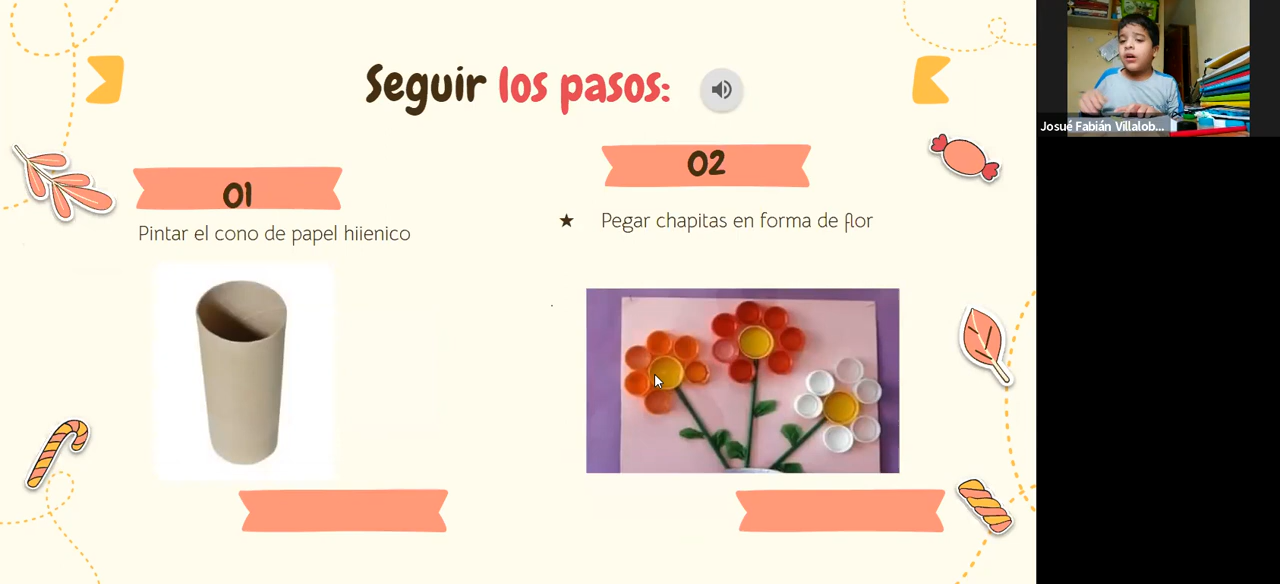 Seguir los pasos:
01
Pintar el cono de papel hiienico
02
★ Pegar chapitas en forma de flor
Josué Fabián Villalob...